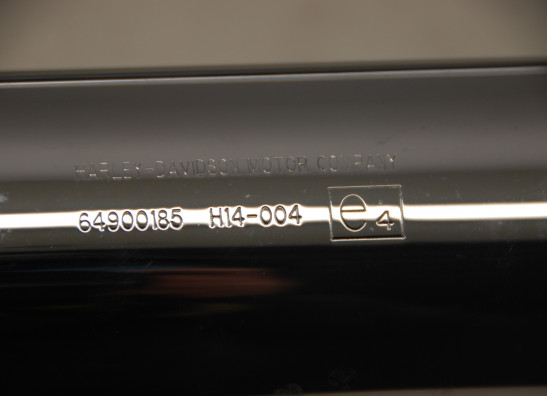 HARLEY-DAVIDSON MOTOR COMPANY
64900185 H14-004 e4